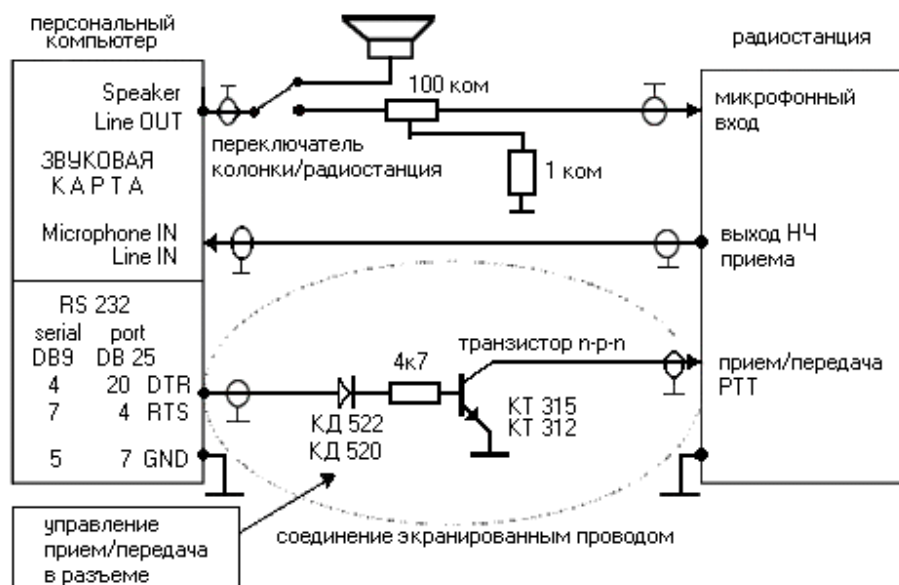 персональный
компьютер
радиостанция
Speaker
Line OUT
100 ком
микрофонный
вход
переключатель
колонки/радиостанция
1 ком
ЗВУКОВАЯ
КАРТА
Microphone IN
Line IN
выход НЧ
приема
RS 232
serial port
DB9 DB 25
4 20 DTR
7 4 RTS
5 7 GND
4к7
транзистор n-p-n
прием/передача
PTT
КД 522
КД 520
КТ 315
КТ 312
соединение экранированным проводом
управление
прием/передача
в разъеме